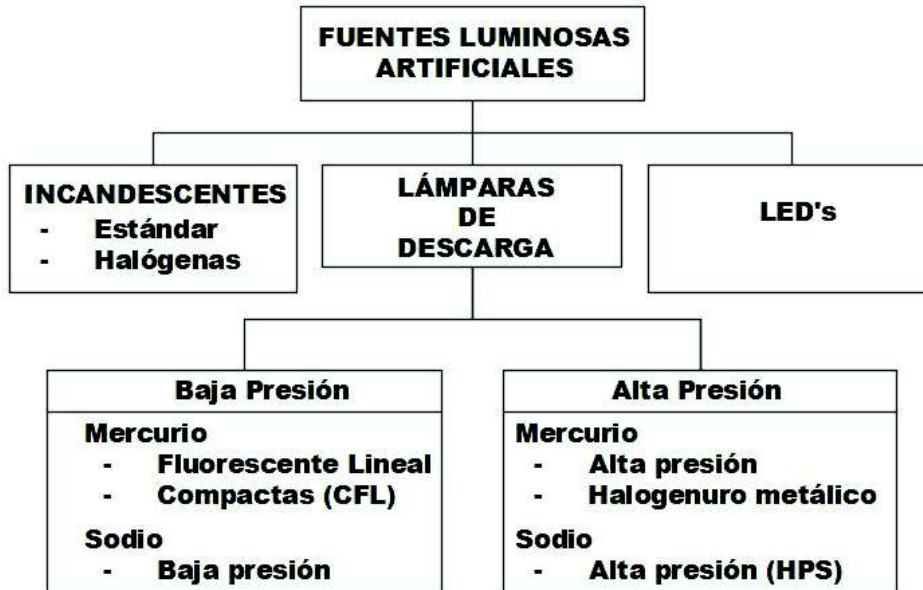 FUENTES LUMINOSAS
ARTIFICIALES
INCANDESCENTES
- Estándar
- Halógenas
LÁMPARAS
DE
DESCARGA
LED's
Baja Presión
Mercurio
- Fluorescente Lineal
- Compactas (CFL)
Sodio
- Baja presión
Alta Presión
Mercurio
- Alta presión
- Halogenuro metálico
Sodio
- Alta presión (HPS)